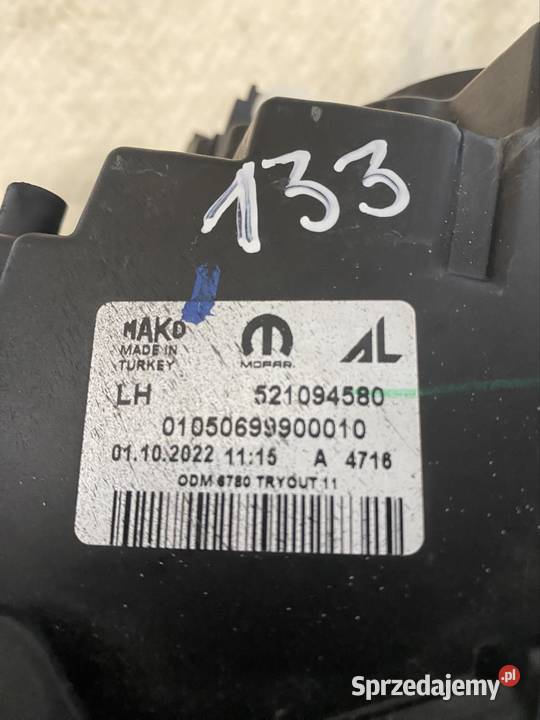 133
MAKO
MADE IN
TURKEY
MOPAR.
AL
LH 521094580
01050699900010
01.10.2022 11:15 A 4716
ODM 6780 TRYOUT 11
Sprzedajemy.pl